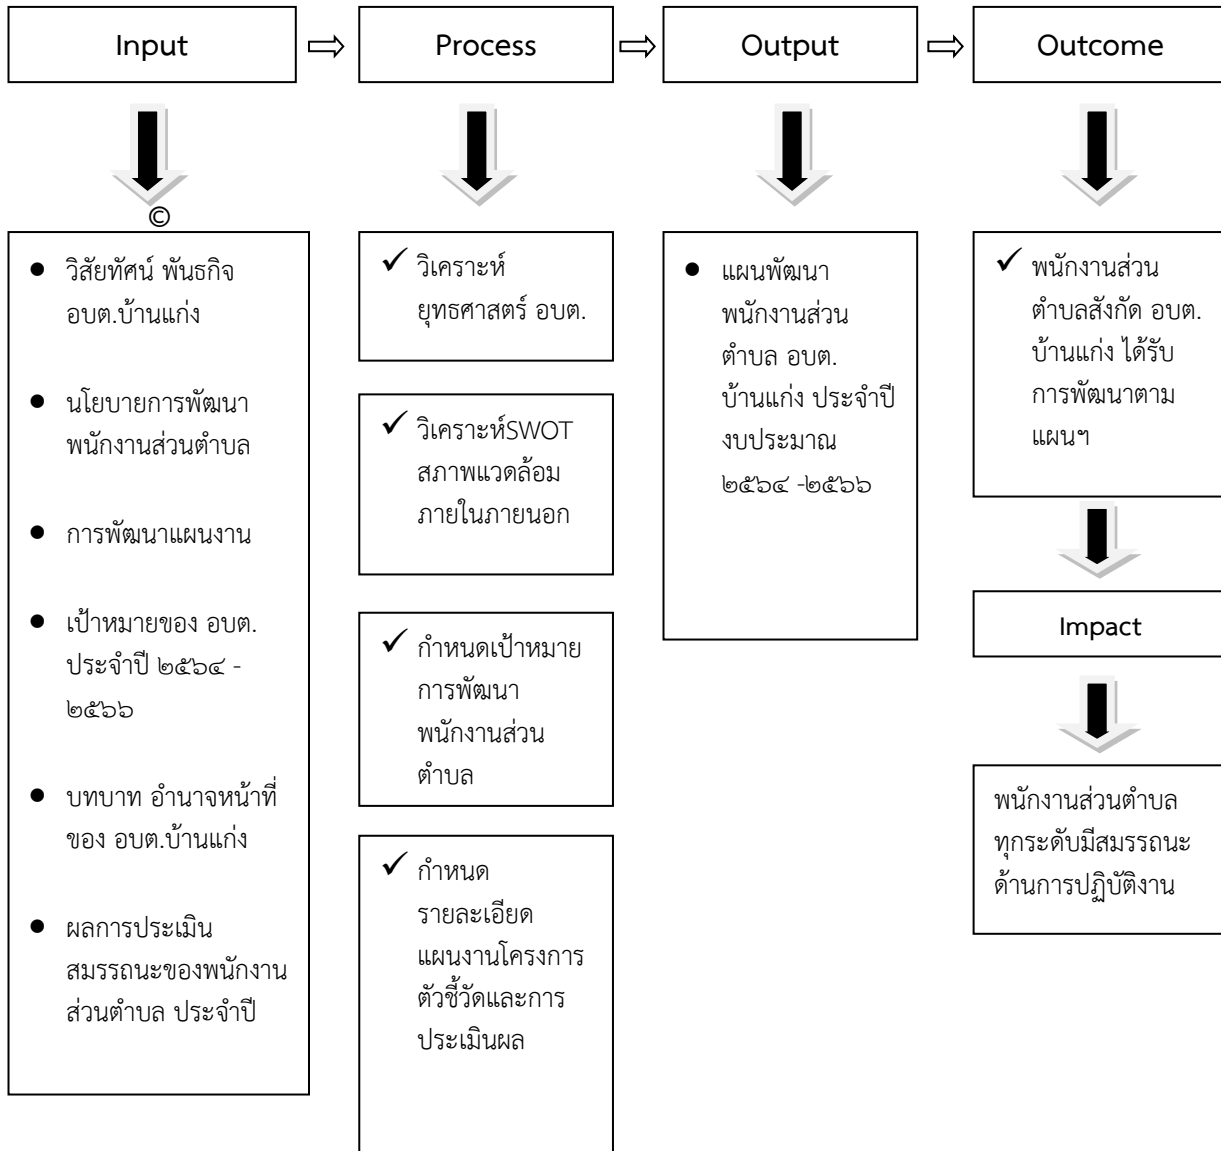 Input
Process
Output
Outcome
©
● วิสัยทัศน์ พันธกิจ
อบต.บ้านแก่ง
● นโยบายการพัฒนา
พนักงานส่วนตำบล
● การพัฒนาแผนงาน
● เป้าหมายของ อบต.
ประจำปี ๒๕๖๔ -
๒๕๖๖
● บทบาท อำนาจหน้าที่
ของ อบต.บ้านแก่ง
● ผลการประเมิน
สมรรถนะของพนักงาน
ส่วนตำบล ประจำปี
✓ วิเคราะห์
ยุทธศาสตร์ อบต.
✓ วิเคราะห์SWOT
สภาพแวดล้อม
ภายในภายนอก
✓ กำหนดเป้าหมาย
การพัฒนา
พนักงานส่วน
ตำบล
✓ กำหนด
รายละเอียด
แผนงานโครงการ
ตัวชี้วัดและการ
ประเมินผล
● แผนพัฒนา
พนักงานส่วน
ตำบล อบต.
บ้านแก่ง ประจำปี
งบประมาณ
๒๕๖๔ -๒๕๖๖
✓ พนักงานส่วน
ตำบลสังกัด อบต.
บ้านแก่ง ได้รับ
การพัฒนาตาม
แผนฯ
Impact
พนักงานส่วนตำบล
ทุกระดับมีสมรรถนะ
ด้านการปฏิบัติงาน